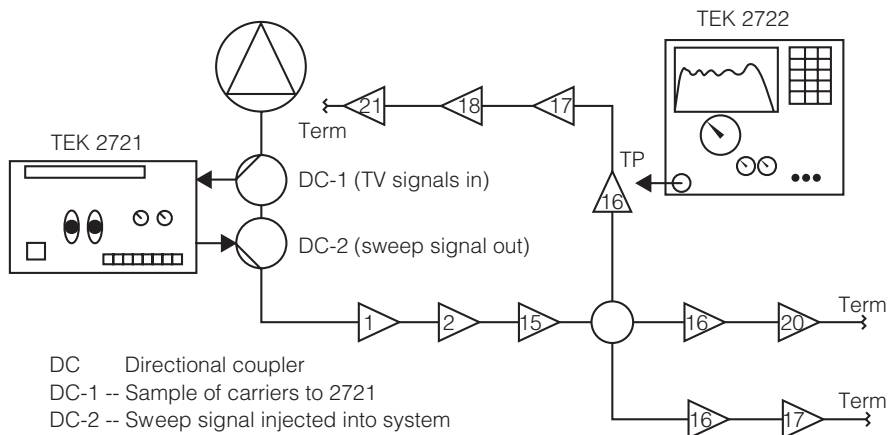 TEK 2722
21
18
17
Term
TEK 2721
DC-1 (TV signals in)
TP
16
DC-2 (sweep signal out)
Term
1
2
15
16
20
DC Directional coupler
DC-1 -- Sample of carriers to 2721
DC-2 -- Sweep signal injected into system
Term
16
17